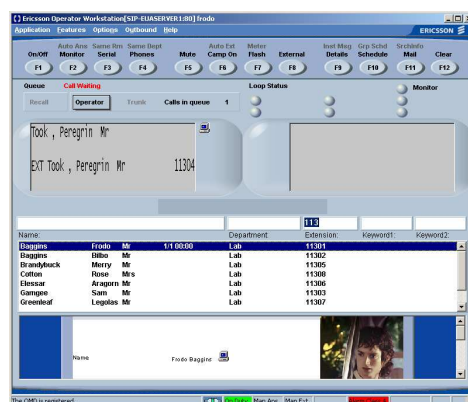 Ericsson Operator Workstation[SIP-EUASERVER1:80] frodo
Application Features Options Outbound Help
ERICSSON
Auto Ans Same Rm Same Dept Auto Ext Meter Inst Msg Grp Schd SrchInfo
On/Off Monitor Serial Phones Mute Camp On Flash External Details Schedule Mail Clear
F1 F2 F3 F4 F5 F6 F7 F8 F9 F10 F11 F12
Queue Call Waiting Loop Status Monitor
Recall Operator Trunk Calls in queue 1
Took , Peregrin Mr
EXT Took , Peregrin Mr 11304
113
Name: Department: Extension: Keyword1: Keyword2:
Baggins Frodo Mr 1/1 00:00 Lab 11301
Baggins Bilbo Mr Lab 11302
Brandybuck Merry Mr Lab 11305
Cotton Rose Mrs Lab 11308
Elessar Aragorn Mr Lab 11306
Gamgee Sam Mr Lab 11303
Greenleaf Legolas Mr Lab 11307
Name Frodo Baggins
The OMD is registered On Duty Man Ans Man Ext